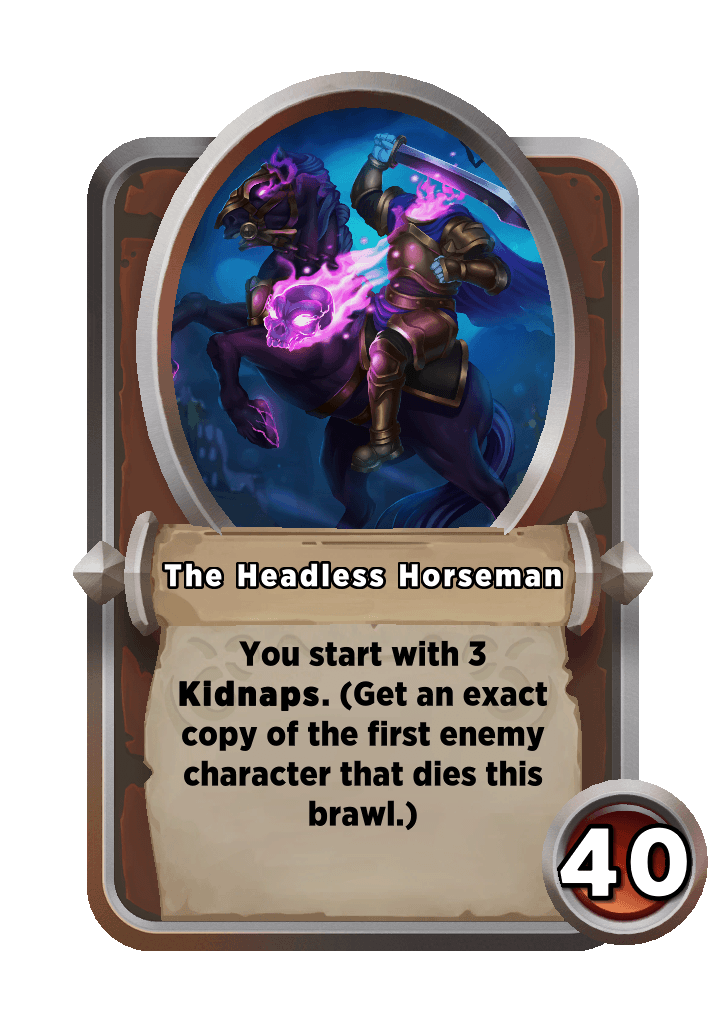 The Headless Horseman
You start with 3
Kidnaps. (Get an exact
copy of the first enemy
character that dies this
brawl.)
40